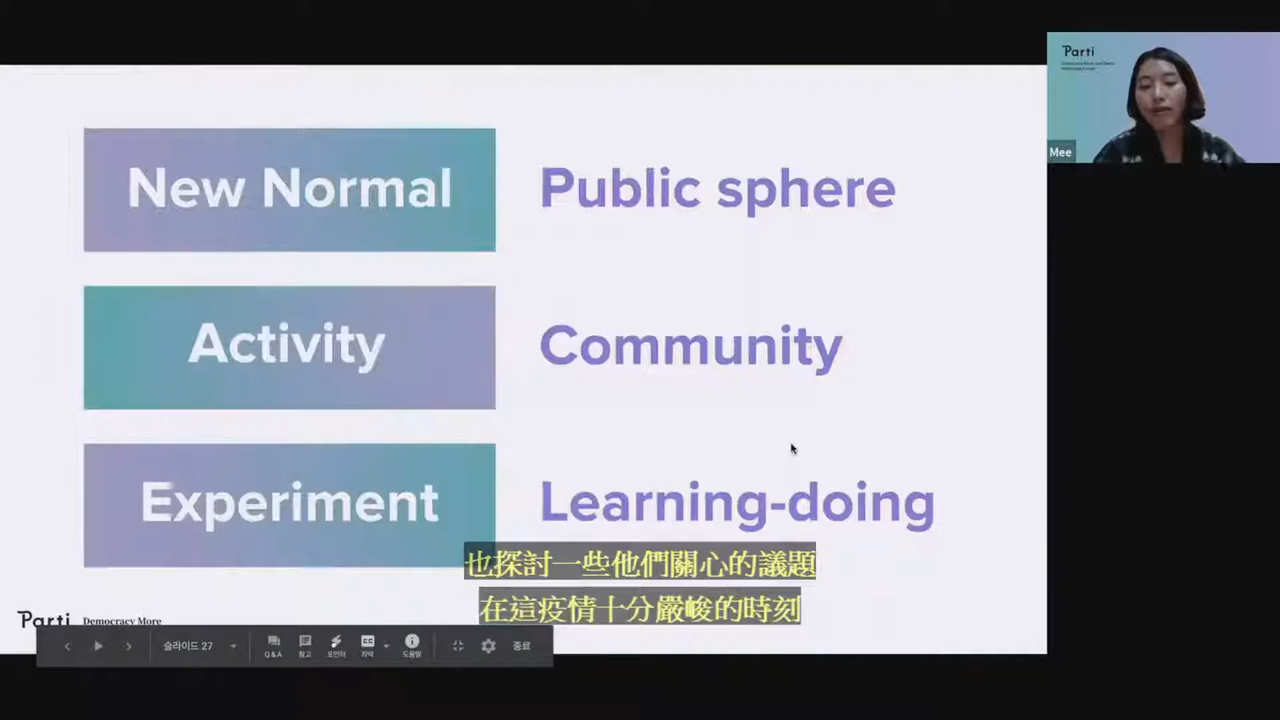 Parti
Mee
New Normal
Public sphere
Activity
Community
Experiment
Learning-doing
也探討一些他們關心的議題
在這疫情十分嚴峻的時刻
Parti
Democracy More
슬라이드 27
Q&A
참고
포인터
자막
도움말
종료